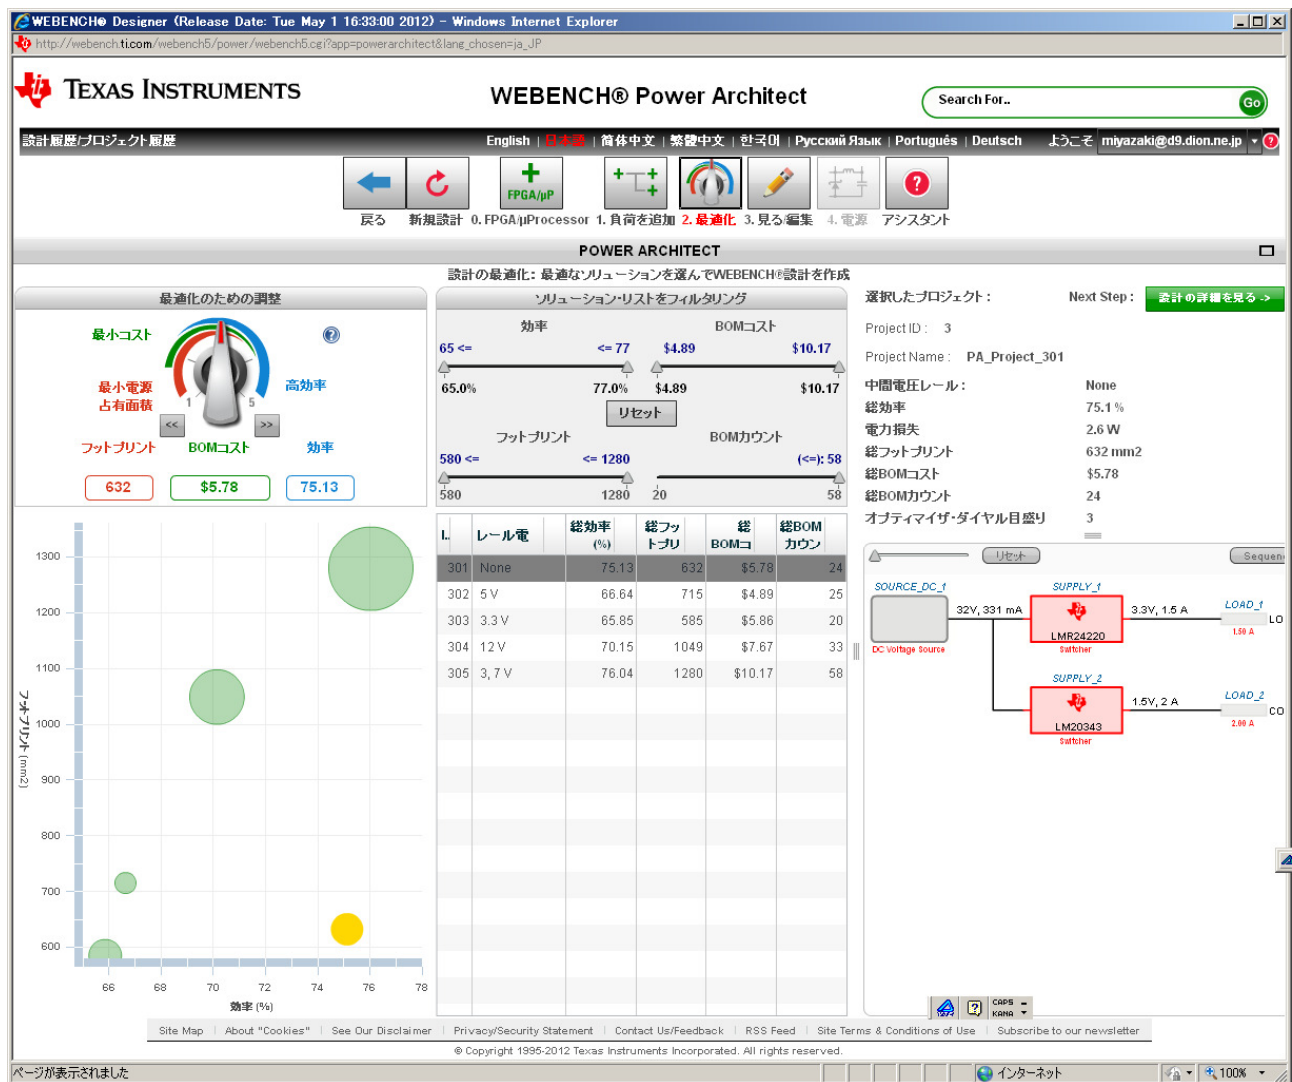 WEBENCH® Designer (Release Date: Tue May 1 16:33:00 2012) - Windows Internet Explorer
http://webench.ti.com/webench5/power/webench5.cgi?app=powerarchitect&lang_chosen=ja_JP
TEXAS INSTRUMENTS
WEBENCH® Power Architect
Search For..
Go
設計履歴/プロジェクト履歴
English | 日本語 | 简体中文 | 繁體中文 | 한국어 | Русский Язык | Português | Deutsch
ようこそ miyazaki@d9.dion.ne.jp
FPGA/µP
戻る 新規設計 0. FPGA/µProcessor 1. 負荷を追加 2. 最適化 3. 見る/編集 4. 電源 アシスタント
POWER ARCHITECT
設計の最適化: 最適なソリューションを選んでWEBENCH®設計を作成
最適化のための調整
最小コスト
最小電源
占有面積
高効率
1 5
<< >>
フットプリント BOMコスト 効率
632 $5.78 75.13
ソリューション・リストをフィルタリング
効率 BOMコスト
65 <= <= 77 $4.89 $10.17
65.0% 77.0% $4.89 $10.17
リセット
フットプリント BOMカウント
580 <= <= 1280 (<=): 58
580 1280 20 58
選択したプロジェクト: Next Step: 設計の詳細を見る ->
Project ID: 3
Project Name: PA_Project_301
中間電圧レール: None
総効率 75.1 %
電力損失 2.6 W
総フットプリント 632 mm2
総BOMコスト $5.78
総BOMカウント 24
オプティマイザ・ダイヤル目盛り 3
1300
1200
1100
1000
900
800
700
600
フットプリント (mm2)
66 68 70 72 74 76 78
効率 (%)
I.. レール電 総効率 (%) 総フットプリ 総BOMコ 総BOMカウン
301 None 75.13 632 $5.78 24
302 5 V 66.64 715 $4.89 25
303 3.3 V 65.85 585 $5.86 20
304 12 V 70.15 1049 $7.67 33
305 3, 7 V 76.04 1280 $10.17 58
リセット Sequen
SOURCE_DC_1
DC Voltage Source
32V, 331 mA
SUPPLY_1
LMR24220
Switcher
3.3V, 1.5 A
LOAD_1
LO
1.50 A
SUPPLY_2
LM20343
Switcher
1.5V, 2 A
LOAD_2
CO
2.00 A
CAPS
KANA
Site Map | About "Cookies" | See Our Disclaimer | Privacy/Security Statement | Contact Us/Feedback | RSS Feed | Site Terms & Conditions of Use | Subscribe to our newsletter
© Copyright 1995-2012 Texas Instruments Incorporated. All rights reserved.
ページが表示されました
インターネット
100%